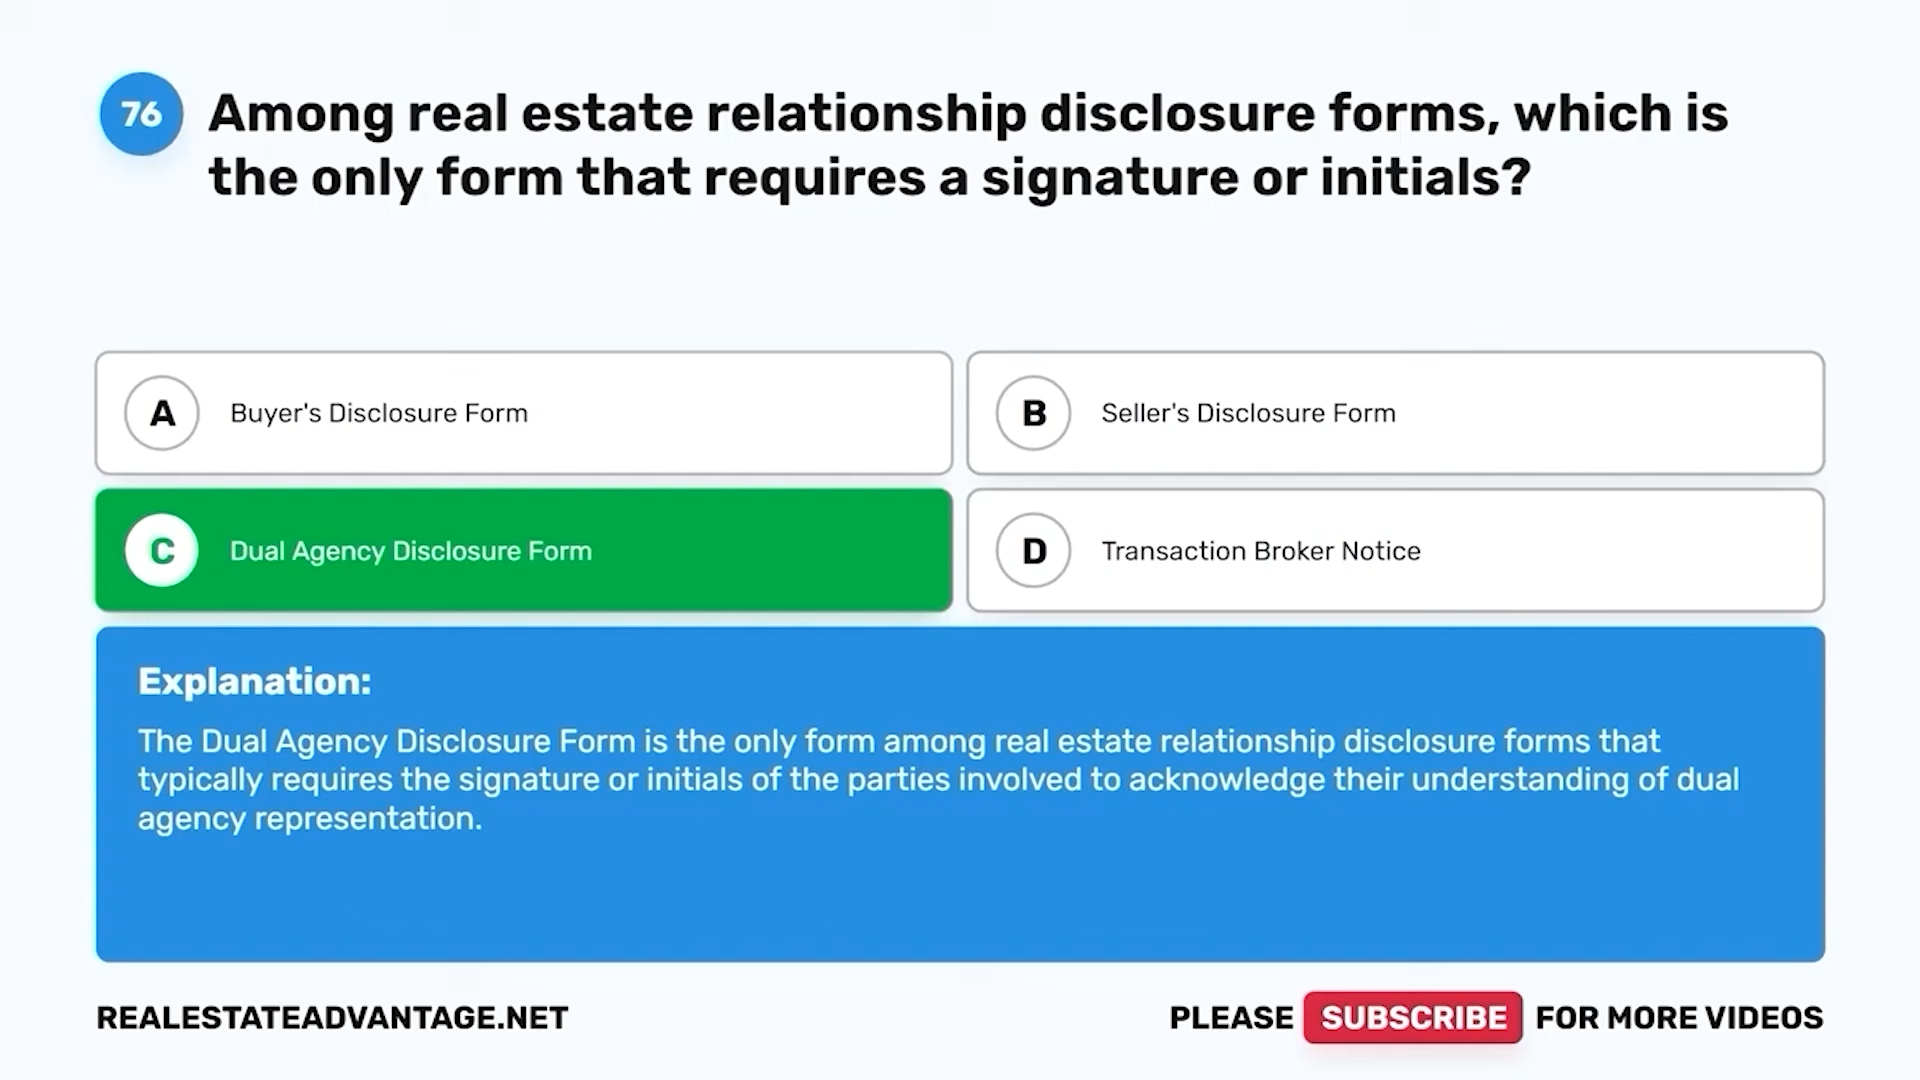 76
Among real estate relationship disclosure forms, which is
the only form that requires a signature or initials?
A Buyer's Disclosure Form
B Seller's Disclosure Form
C Dual Agency Disclosure Form
D Transaction Broker Notice
Explanation:
The Dual Agency Disclosure Form is the only form among real estate relationship disclosure forms that
typically requires the signature or initials of the parties involved to acknowledge their understanding of dual
agency representation.
REALESTATEADVANTAGE.NET
PLEASE SUBSCRIBE FOR MORE VIDEOS